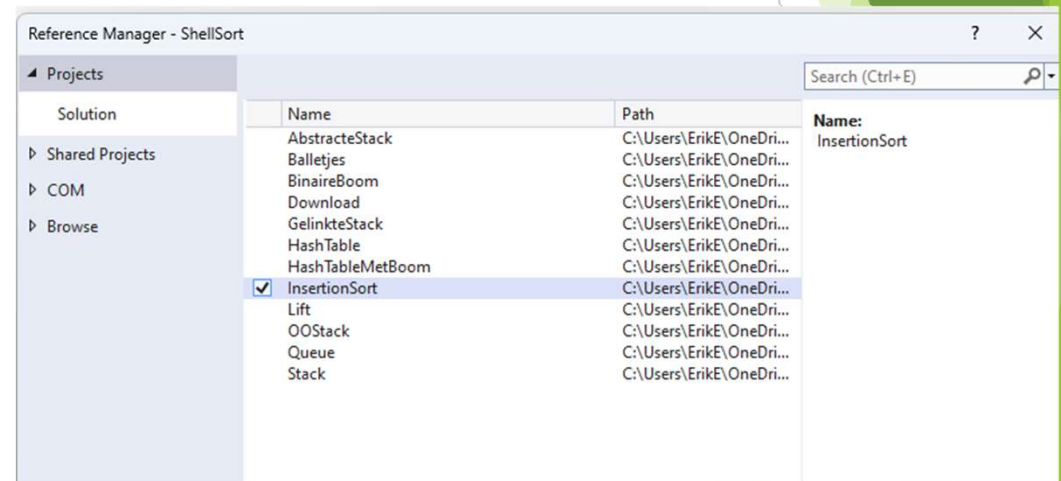 Reference Manager - ShellSort ? ×
Projects
Search (Ctrl+E)
Solution
Shared Projects
COM
Browse
Name Path
AbstracteStack C:\Users\ErikE\OneDri...
Balletjes C:\Users\ErikE\OneDri...
BinaireBoom C:\Users\ErikE\OneDri...
Download C:\Users\ErikE\OneDri...
GelinkteStack C:\Users\ErikE\OneDri...
HashTable C:\Users\ErikE\OneDri...
HashTableMetBoom C:\Users\ErikE\OneDri...
InsertionSort C:\Users\ErikE\OneDri...
Lift C:\Users\ErikE\OneDri...
OOStack C:\Users\ErikE\OneDri...
Queue C:\Users\ErikE\OneDri...
Stack C:\Users\ErikE\OneDri...
Name:
InsertionSort